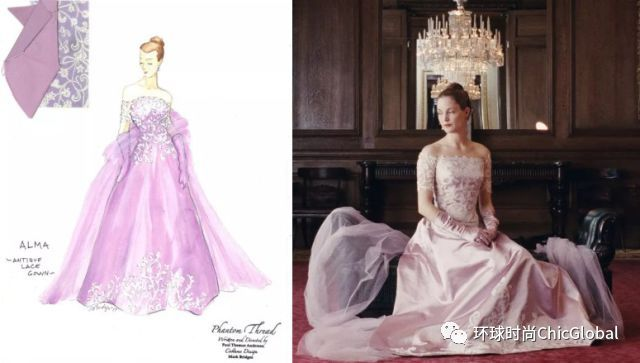 ALMA
~ANTIQUE
LACE
GOWN~
Phantom Thread
Written and Directed by
Paul Thomas Anderson
Costume Design
Mark Bridges
环球时尚ChicGlobal